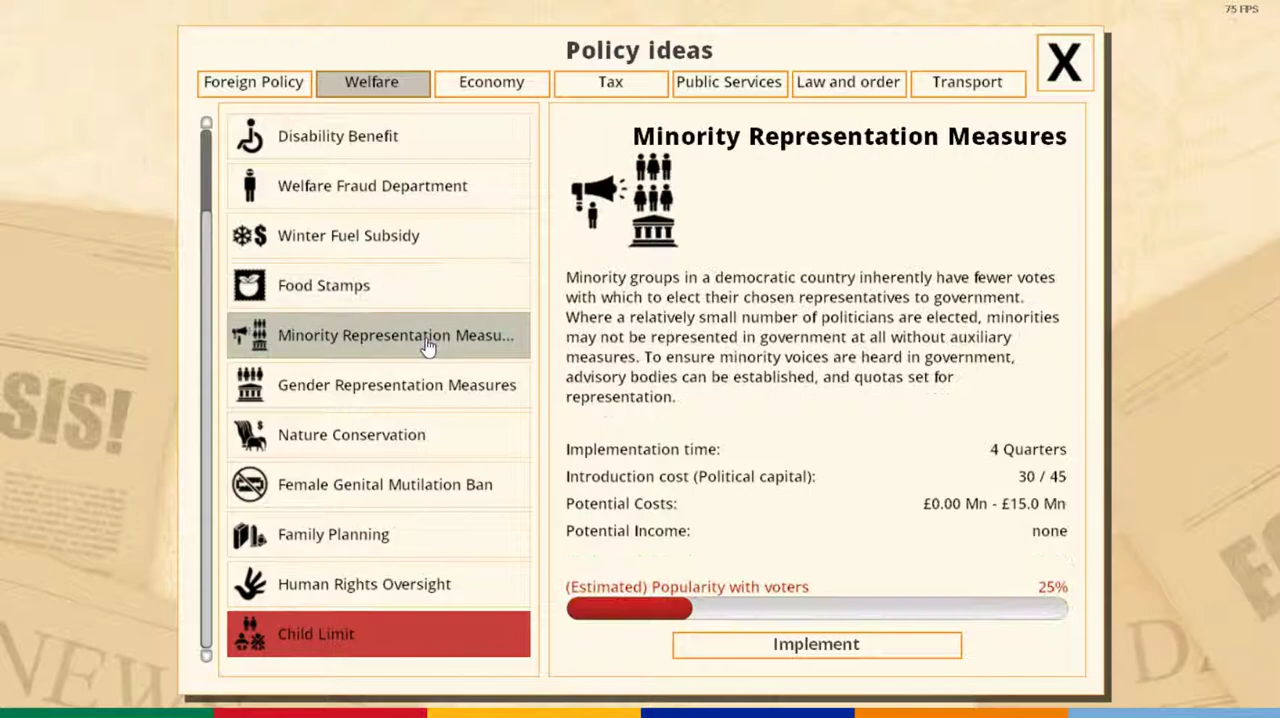 75 FPS
Policy ideas
X
Foreign Policy
Welfare
Economy
Tax
Public Services
Law and order
Transport
Disability Benefit
Welfare Fraud Department
Winter Fuel Subsidy
Food Stamps
Minority Representation Measu...
Gender Representation Measures
Nature Conservation
Female Genital Mutilation Ban
Family Planning
Human Rights Oversight
Child Limit
Minority Representation Measures
Minority groups in a democratic country inherently have fewer votes
with which to elect their chosen representatives to government.
Where a relatively small number of politicians are elected, minorities
may not be represented in government at all without auxiliary
measures. To ensure minority voices are heard in government,
advisory bodies can be established, and quotas set for
representation.
Implementation time: 4 Quarters
Introduction cost (Political capital): 30 / 45
Potential Costs: £0.00 Mn - £15.0 Mn
Potential Income: none
(Estimated) Popularity with voters 25%
Implement
SIS!
NEWS